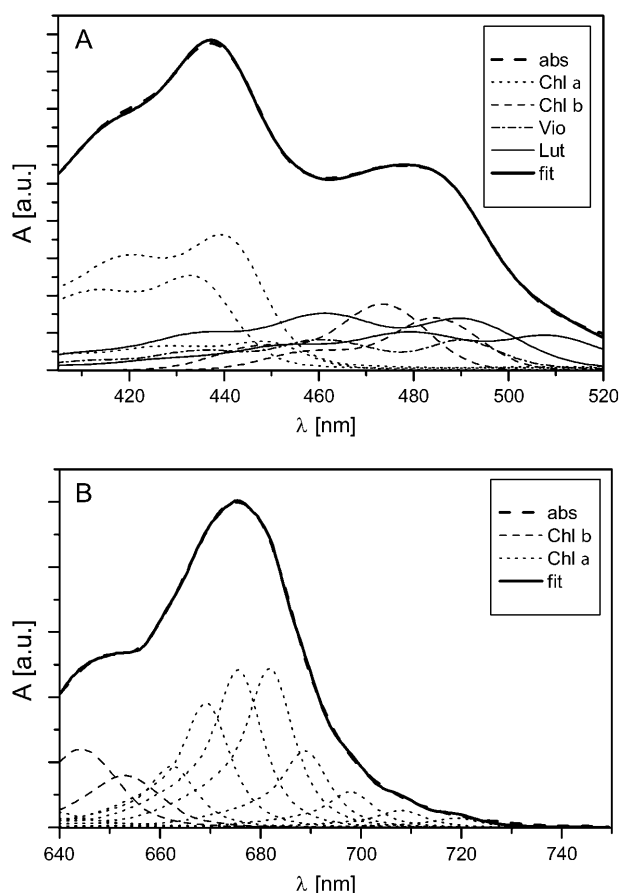 A
abs
Chl a
Chl b
Vio
Lut
fit
A [a.u.]
420 440 460 480 500 520
λ [nm]
B
abs
Chl b
Chl a
fit
A [a.u.]
640 660 680 700 720 740
λ [nm]